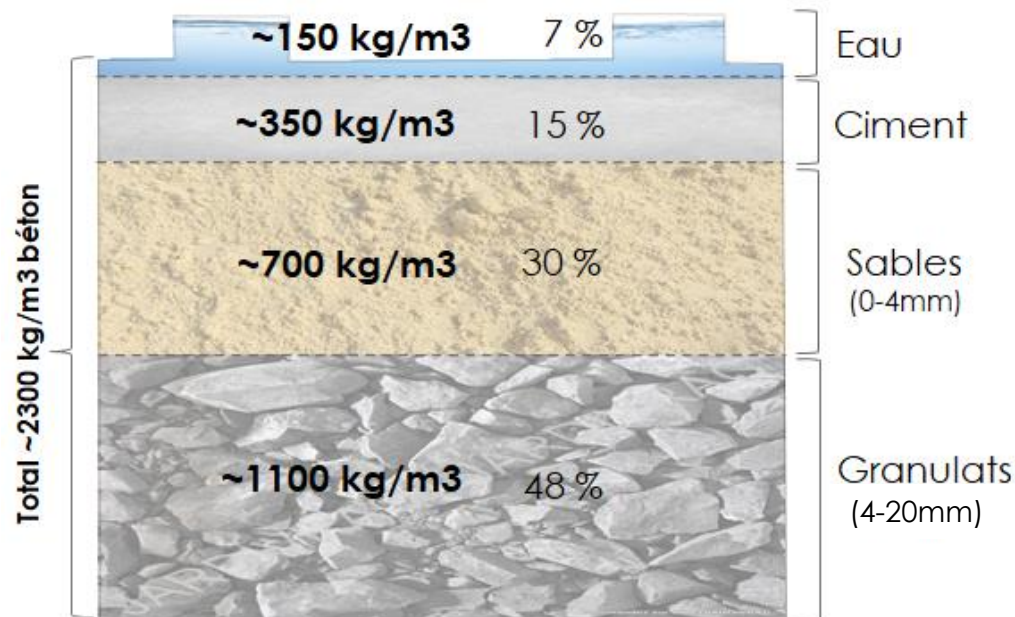 ~150 kg/m3 7 %
Eau
~350 kg/m3 15 %
Ciment
~700 kg/m3 30 %
Sables
(0-4mm)
~1100 kg/m3 48 %
Granulats
(4-20mm)
Total ~2300 kg/m3 béton